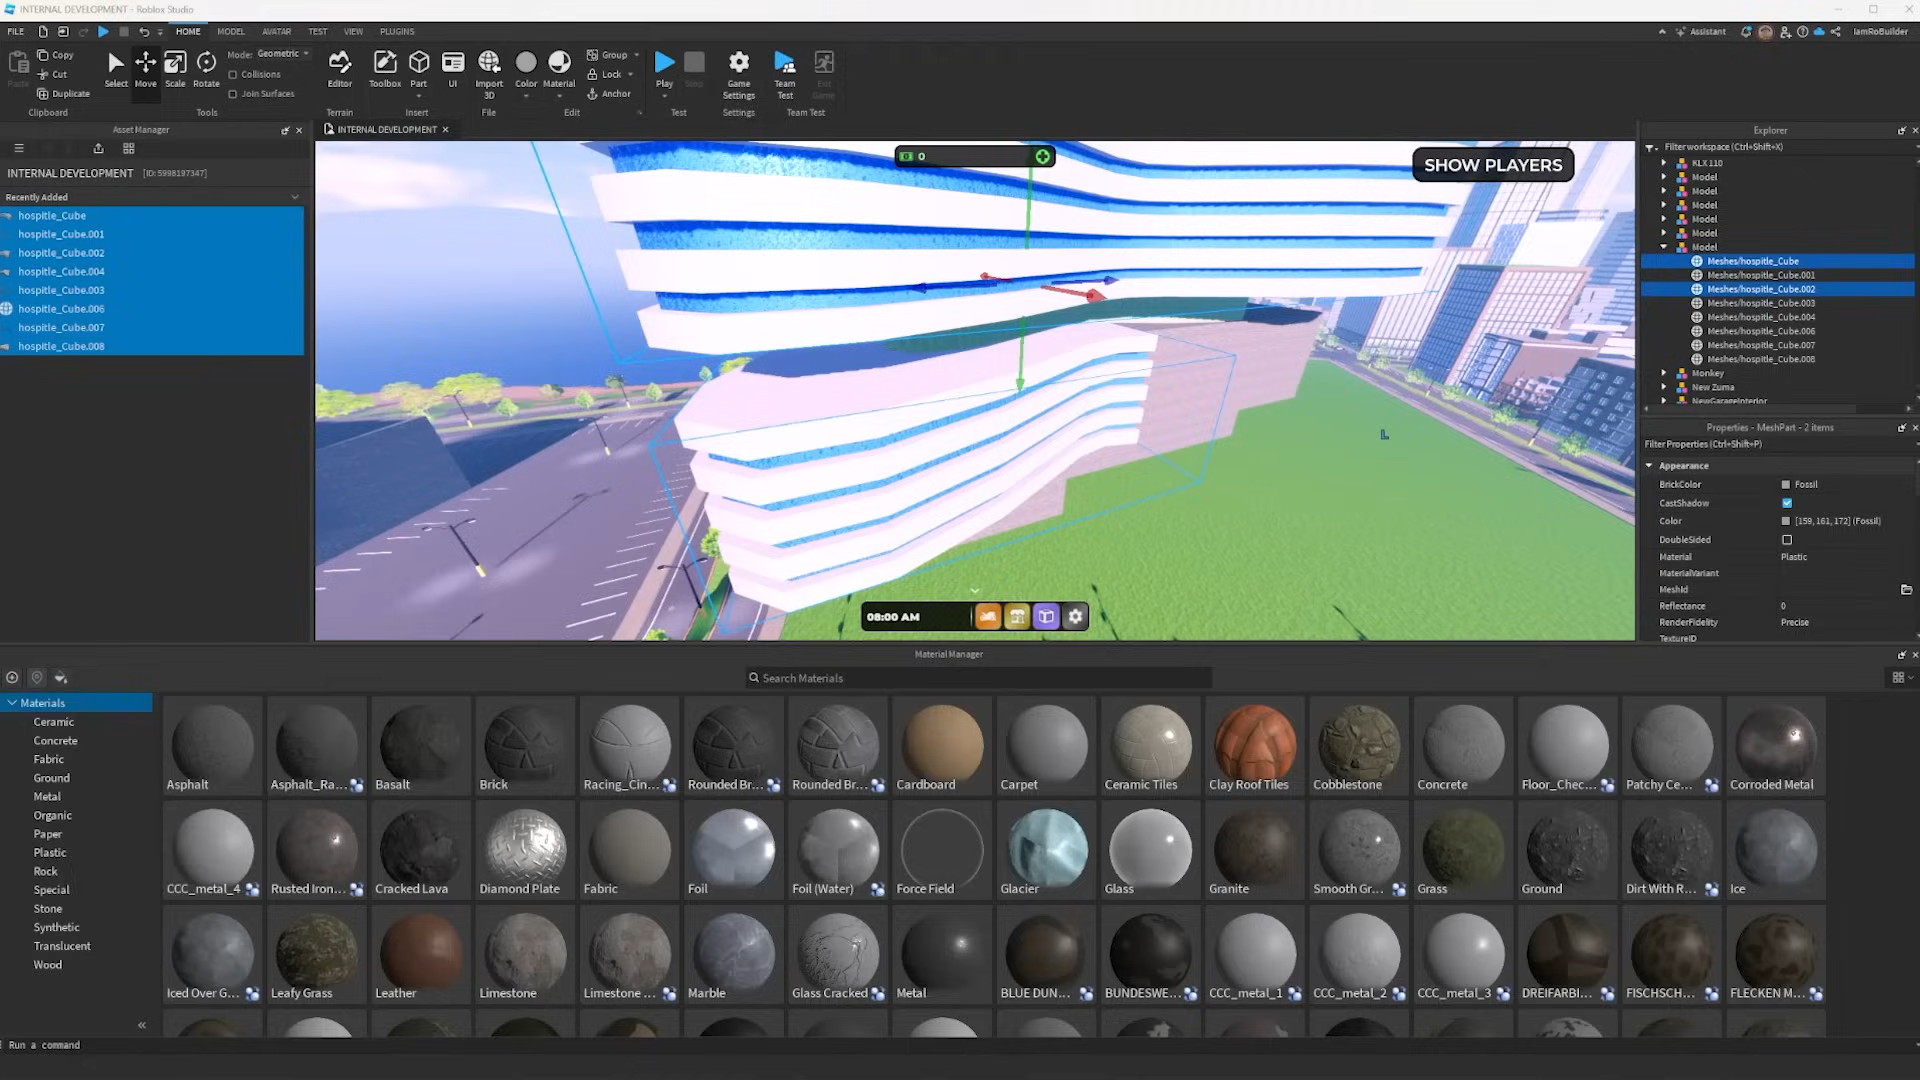 INTERNAL DEVELOPMENT - Roblox Studio
FILE
HOME
MODEL
AVATAR
TEST
VIEW
PLUGINS
Assistant
IamRoBuilder
Paste
Copy
Cut
Duplicate
Clipboard
Select
Move
Scale
Rotate
Mode: Geometric
Collisions
Join Surfaces
Tools
Editor
Terrain
Toolbox
Part
UI
Insert
Import 3D
File
Color
Material
Group
Lock
Anchor
Edit
Play
Stop
Test
Game Settings
Settings
Team Test
Exit Game
Team Test
Asset Manager
INTERNAL DEVELOPMENT [ID: 5998197347]
Recently Added
hospitle_Cube
hospitle_Cube.001
hospitle_Cube.002
hospitle_Cube.004
hospitle_Cube.003
hospitle_Cube.006
hospitle_Cube.007
hospitle_Cube.008
INTERNAL DEVELOPMENT
0
SHOW PLAYERS
08:00 AM
Explorer
Filter workspace (Ctrl+Shift+X)
KLX 110
Model
Model
Model
Model
Model
Model
Meshes/hospitle_Cube
Meshes/hospitle_Cube.001
Meshes/hospitle_Cube.002
Meshes/hospitle_Cube.003
Meshes/hospitle_Cube.004
Meshes/hospitle_Cube.006
Meshes/hospitle_Cube.007
Meshes/hospitle_Cube.008
Monkey
New Zuma
NewGarageInterior
Properties - MeshPart - 2 items
Filter Properties (Ctrl+Shift+P)
Appearance
BrickColor Fossil
CastShadow
Color [159, 161, 172] (Fossil)
DoubleSided
Material Plastic
MaterialVariant
MeshId
Reflectance 0
RenderFidelity Precise
TextureID
Material Manager
Search Materials
Materials
Ceramic
Concrete
Fabric
Ground
Metal
Organic
Paper
Plastic
Rock
Special
Stone
Synthetic
Translucent
Wood
Asphalt
Asphalt_Ra...
Basalt
Brick
Racing_Cin...
Rounded Br...
Rounded Br...
Cardboard
Carpet
Ceramic Tiles
Clay Roof Tiles
Cobblestone
Concrete
Floor_Chec...
Patchy Ce...
Corroded Metal
CCC_metal_4
Rusted Iron...
Cracked Lava
Diamond Plate
Fabric
Foil
Foil (Water)
Force Field
Glacier
Glass
Granite
Smooth Gr...
Grass
Ground
Dirt With R...
Ice
Iced Over G...
Leafy Grass
Leather
Limestone
Limestone ...
Marble
Glass Cracked
Metal
BLUE DUN...
BUNDESWE...
CCC_metal_1
CCC_metal_2
CCC_metal_3
DREIFARBI...
FISCHSCH...
FLECKEN M...
Run a command